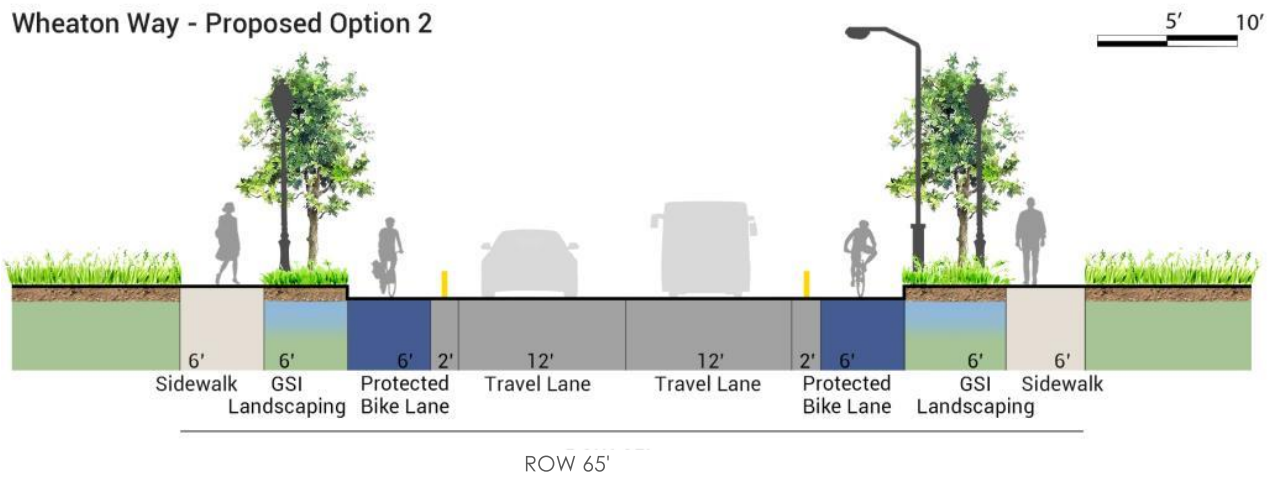 Wheaton Way - Proposed Option 2
5' 10'
6' 6' 6' 2' 12' 12' 2' 6' 6' 6'
Sidewalk GSI Protected Travel Lane Travel Lane Protected GSI Sidewalk
Landscaping Bike Lane Bike Lane Landscaping
ROW 65'